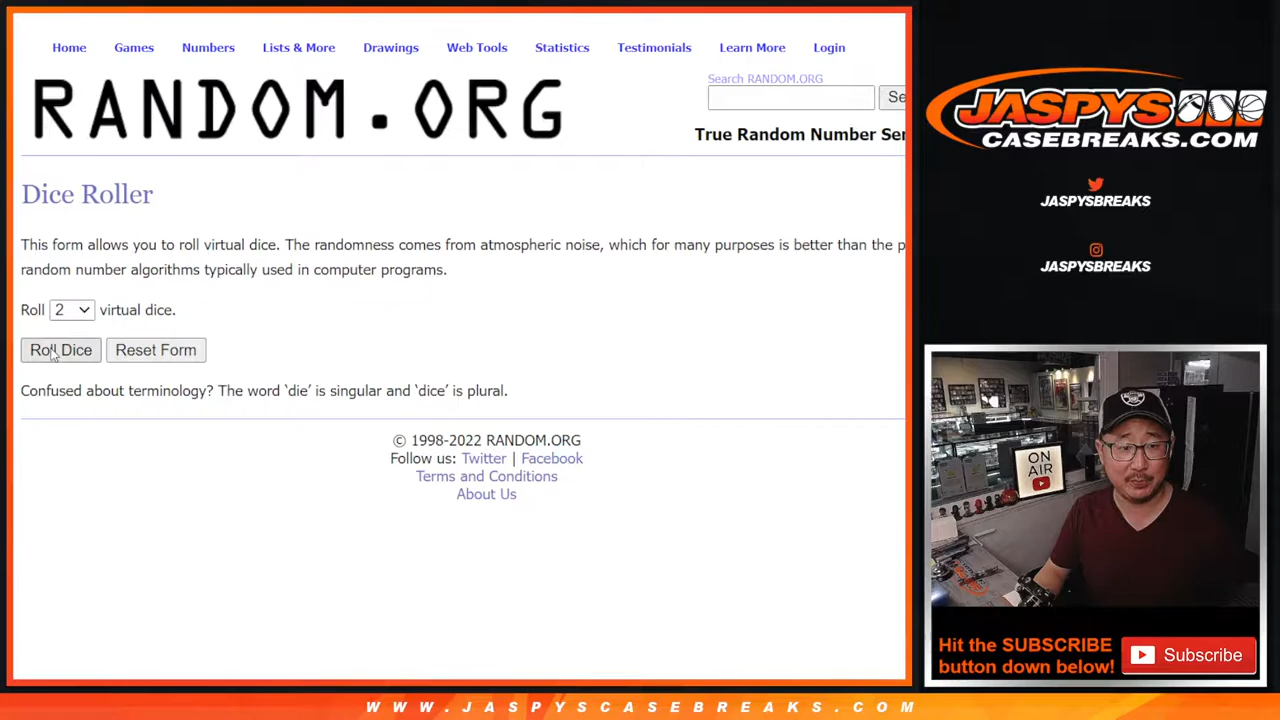 Home Games Numbers Lists & More Drawings Web Tools Statistics Testimonials Learn More Login
RANDOM.ORG
Search RANDOM.ORG
Se
True Random Number Ser
Dice Roller
This form allows you to roll virtual dice. The randomness comes from atmospheric noise, which for many purposes is better than the p
random number algorithms typically used in computer programs.
Roll 2 virtual dice.
Roll Dice Reset Form
Confused about terminology? The word ‘die’ is singular and ‘dice’ is plural.
© 1998-2022 RANDOM.ORG
Follow us: Twitter | Facebook
Terms and Conditions
About Us
JASPYS
CASEBREAKS.COM
JASPYSBREAKS
JASPYSBREAKS
ON
AIR
Hit the SUBSCRIBE
button down below!
Subscribe
WWW.JASPYSCASEBREAKS.COM